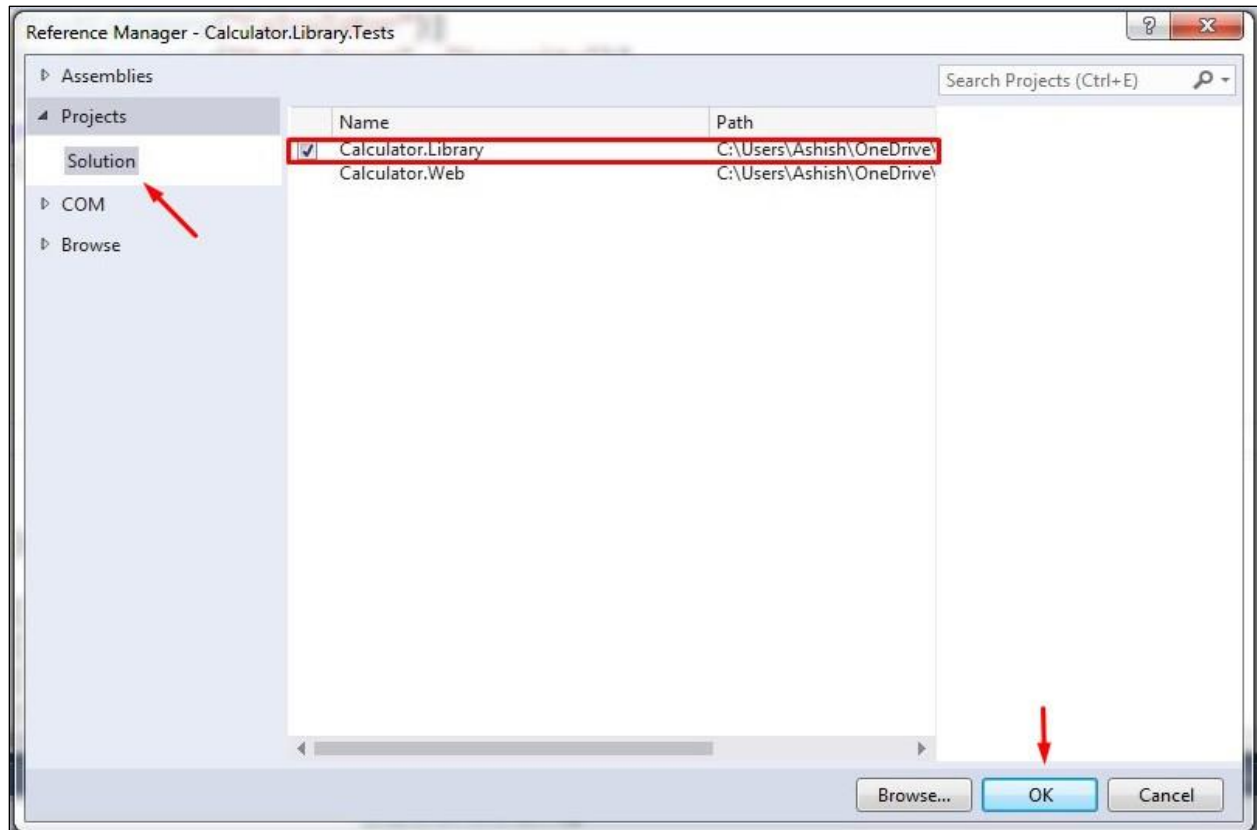 Reference Manager - Calculator.Library.Tests
Assemblies
Search Projects (Ctrl+E)
Projects
Name Path
Calculator.Library C:\Users\Ashish\OneDrive\
Solution
Calculator.Web C:\Users\Ashish\OneDrive\
COM
Browse
Browse... OK Cancel